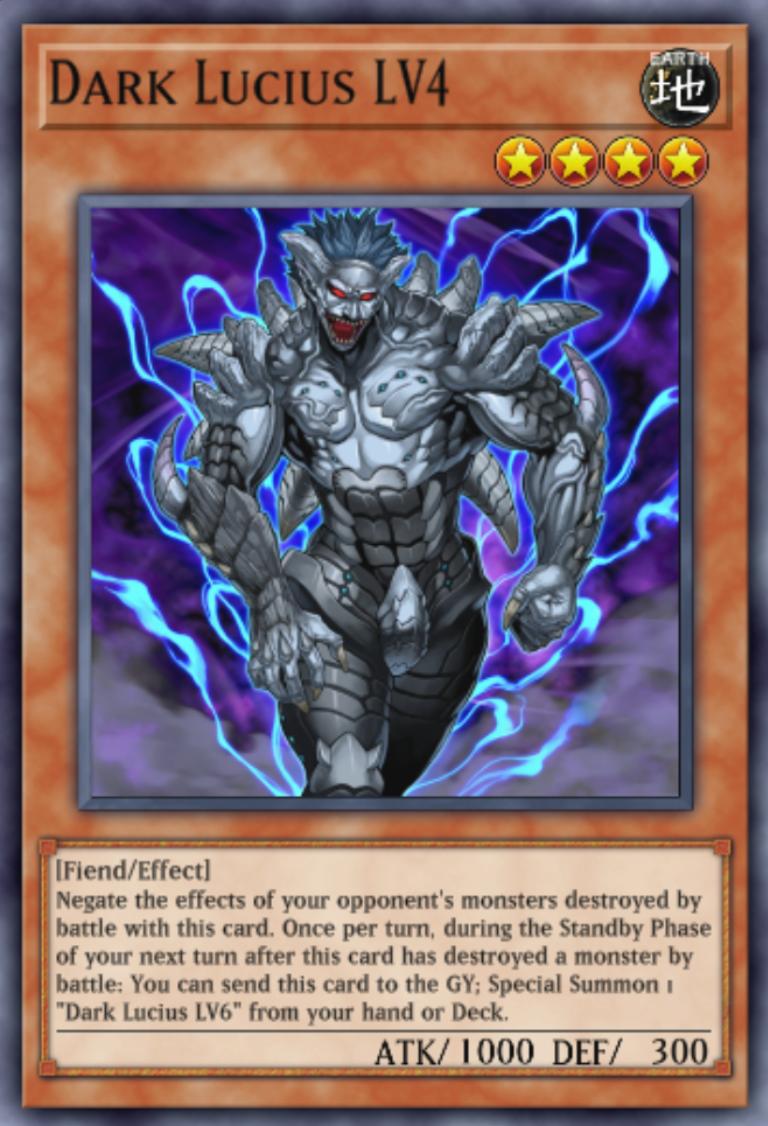 Dark Lucius LV4
EARTH
地
[Fiend/Effect]
Negate the effects of your opponent's monsters destroyed by
battle with this card. Once per turn, during the Standby Phase
of your next turn after this card has destroyed a monster by
battle: You can send this card to the GY; Special Summon 1
"Dark Lucius LV6" from your hand or Deck.
ATK/ 1000 DEF/ 300